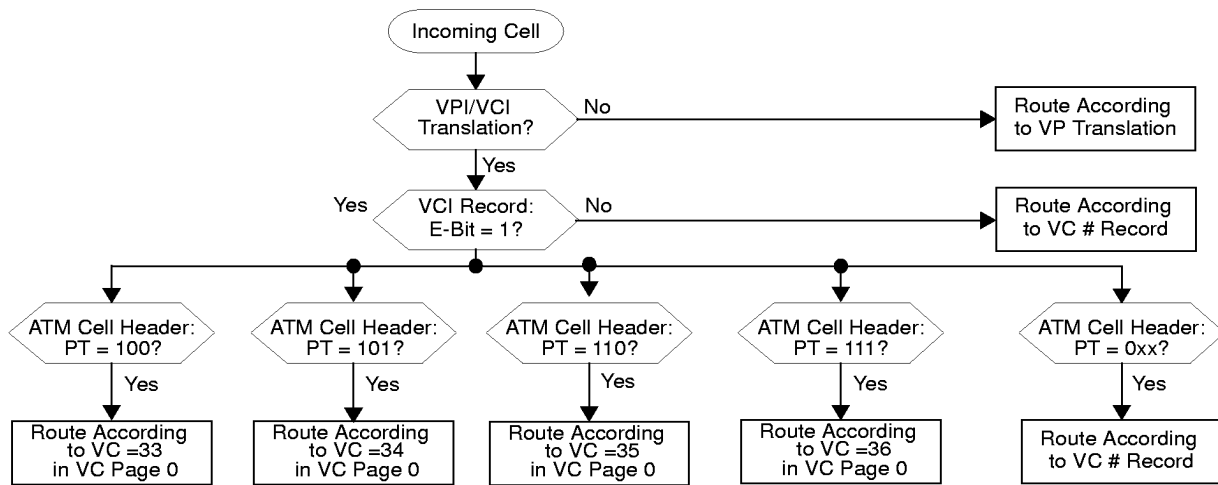 Incoming Cell
VPI/VCI
Translation?
No
Route According
to VP Translation
Yes
Yes
VCI Record:
E-Bit = 1?
No
Route According
to VC # Record
ATM Cell Header:
PT = 100?
ATM Cell Header:
PT = 101?
ATM Cell Header:
PT = 110?
ATM Cell Header:
PT = 111?
ATM Cell Header:
PT = 0xx?
Yes
Yes
Yes
Yes
Yes
Route According
to VC =33
in VC Page 0
Route According
to VC =34
in VC Page 0
Route According
to VC =35
in VC Page 0
Route According
to VC =36
in VC Page 0
Route According
to VC # Record